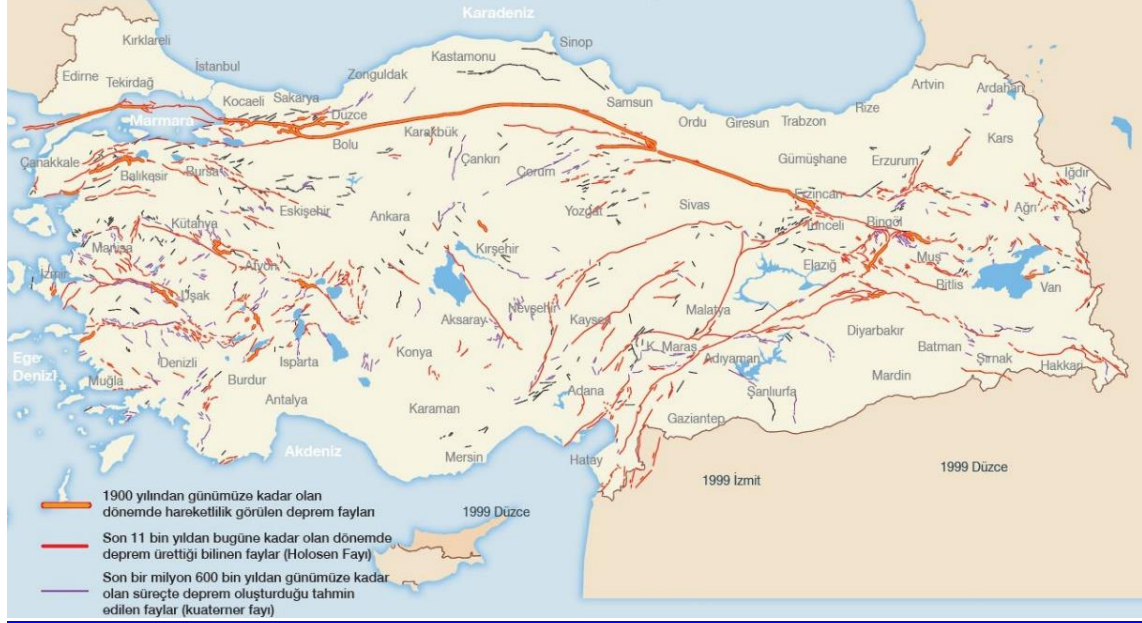 Karadeniz
Kırklareli
Sinop
Kastamonu
İstanbul
Edirne
Tekirdağ
Zonguldak
Artvin
Ardahan
Kocaeli
Sakarya
Samsun
Rize
Düzce
Marmara
Ordu
Giresun
Trabzon
Karabük
Kars
Bolu
Çanakkale
Çankırı
Gümüşhane
Erzurum
Balıkesir
Bursa
Çorum
Iğdır
Erzincan
Sivas
Yozgat
Eskişehir
Ağrı
Ankara
Kütahya
Bingöl
Tunceli
Manisa
Kırşehir
Muş
İzmir
Afyon
Elazığ
Bitlis
Van
Uşak
Nevşehir
Malatya
Aksaray
Kayseri
Diyarbakır
K. Maraş
Batman
Konya
Adıyaman
Şırnak
Ege
Denizi
Denizli
Isparta
Hakkari
Mardin
Muğla
Burdur
Adana
Şanlıurfa
Antalya
Karaman
Gaziantep
Akdeniz
Mersin
Hatay
1999 Düzce
1999 İzmit
1999 Düzce
1900 yılından günümüze kadar olan
dönemde hareketlilik görülen deprem fayları
Son 11 bin yıldan bugüne kadar olan dönemde
deprem ürettiği bilinen faylar (Holosen Fayı)
Son bir milyon 600 bin yıldan günümüze kadar
olan süreçte deprem oluşturduğu tahmin
edilen faylar (kuaterner fayı)